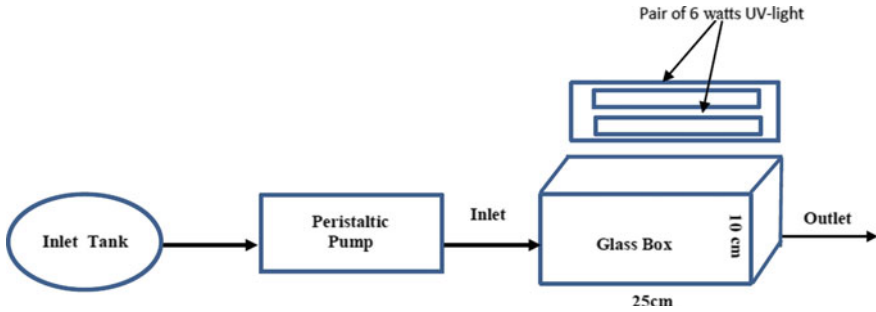 Pair of 6 watts UV-light
Inlet Tank
Peristaltic
Pump
Inlet
Glass Box
10 cm
Outlet
25cm